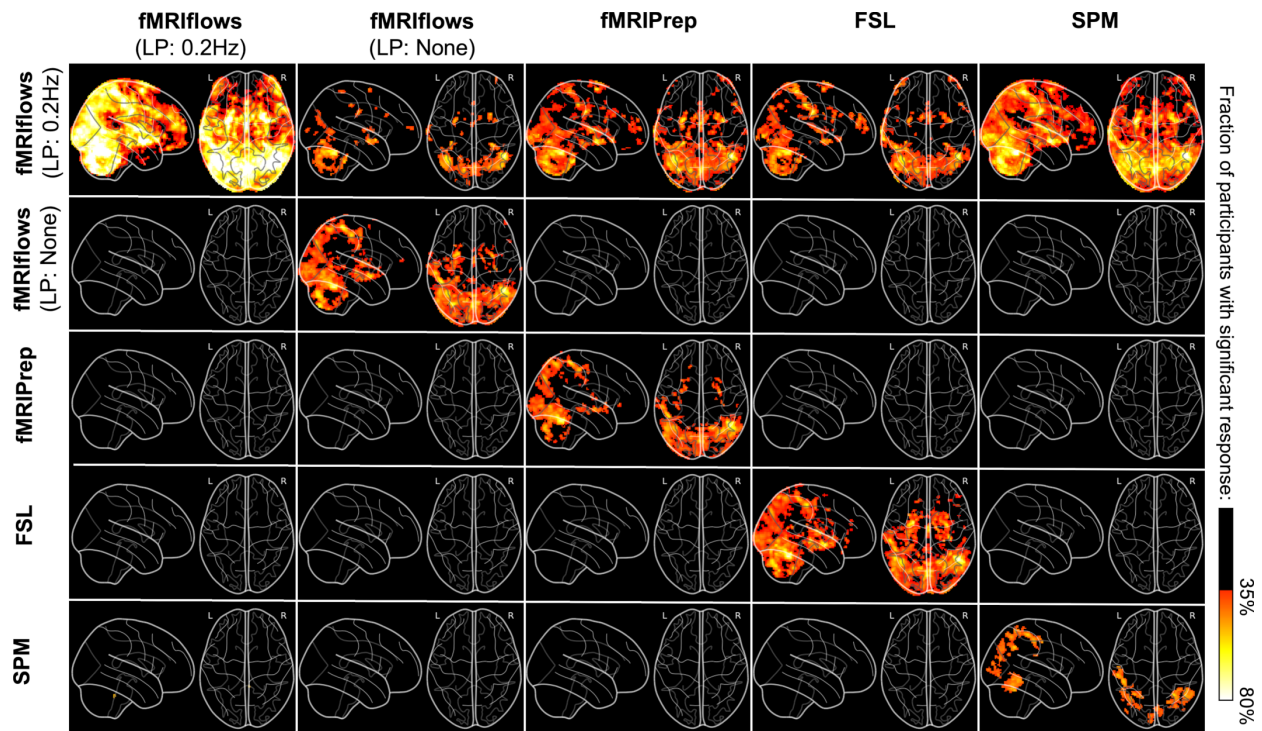 fMRIflows
(LP: 0.2Hz)
fMRIflows
(LP: None)
fMRIPrep
FSL
SPM
fMRIflows
(LP: 0.2Hz)
L R
L R
L R
L R
L R
fMRIflows
(LP: None)
L R
L R
L R
L R
L R
fMRIPrep
L R
L R
L R
L R
L R
FSL
L R
L R
L R
L R
L R
SPM
L R
L R
L R
L R
L R
Fraction of participants with significant response:
35%
80%